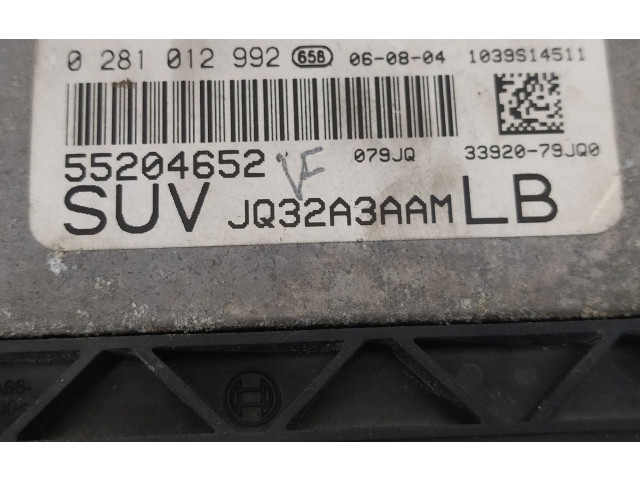 0 281 012 992 658 06-08-04 1039S14511
55204652 VF 079JQ 33920-79JQ0
SUV JQ32A3AAM LB